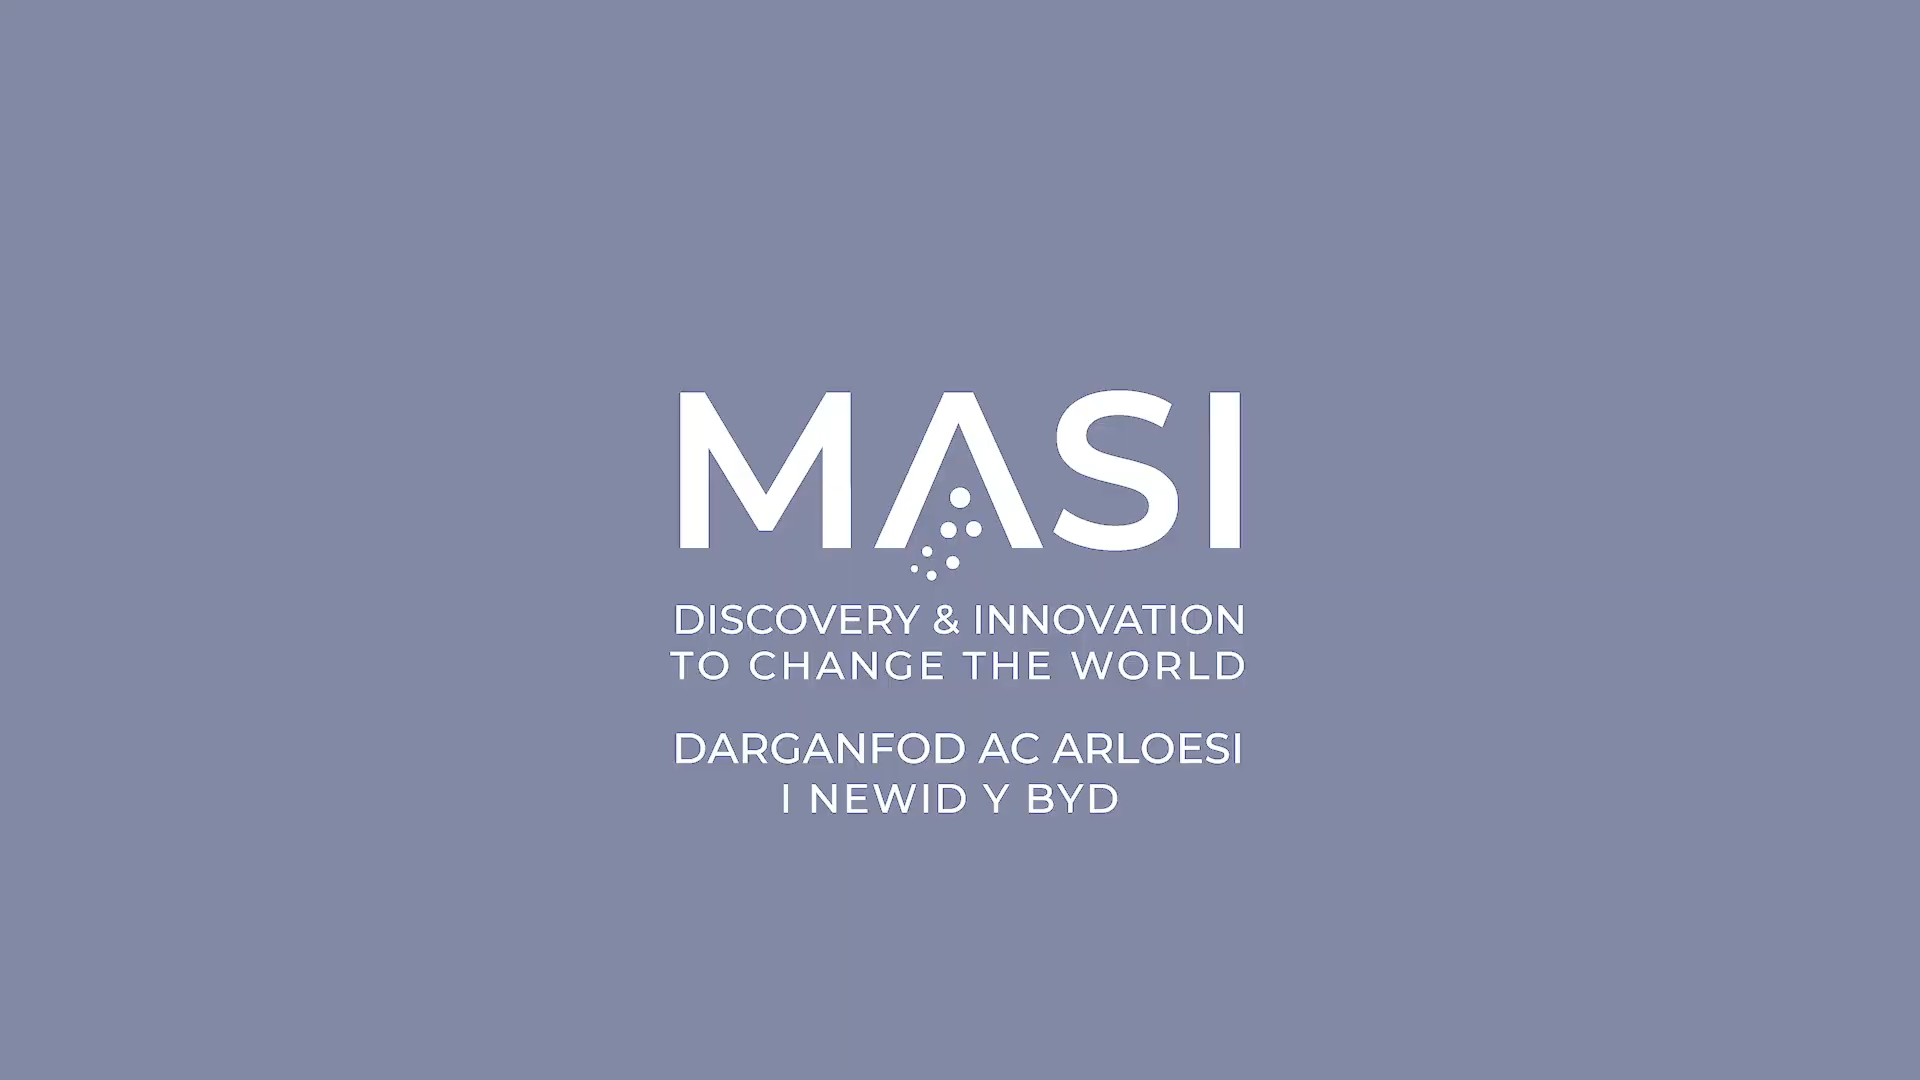 MASI
DISCOVERY & INNOVATION
TO CHANGE THE WORLD
DARGANFOD AC ARLOESI
I NEWID Y BYD